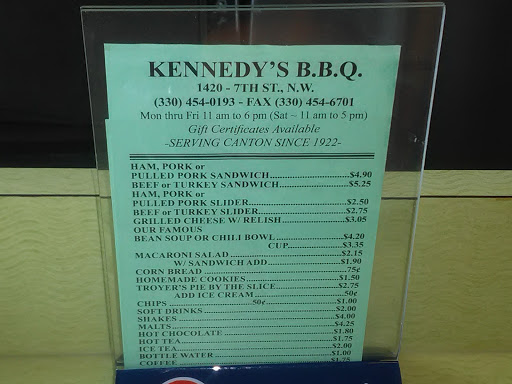 KENNEDY'S B.B.Q.
1420 - 7TH ST., N.W.
(330) 454-0193 - FAX (330) 454-6701
Mon thru Fri 11 am to 6 pm (Sat ~ 11 am to 5 pm)
Gift Certificates Available
-SERVING CANTON SINCE 1922-
HAM, PORK or
PULLED PORK SANDWICH....................$4.90
BEEF or TURKEY SANDWICH....................$5.25
HAM, PORK or
PULLED PORK SLIDER....................$2.50
BEEF or TURKEY SLIDER....................$2.75
GRILLED CHEESE W/ RELISH....................$3.05
OUR FAMOUS
BEAN SOUP OR CHILI BOWL....................$4.20
CUP....................$3.35
MACARONI SALAD....................$2.15
W/ SANDWICH ADD....................$1.90
CORN BREAD....................75¢
HOMEMADE COOKIES....................$1.50
TROYER'S PIE BY THE SLICE....................$2.75
ADD ICE CREAM....................50¢
CHIPS....................50¢....................$1.00
SOFT DRINKS....................$2.00
SHAKES....................$4.00
MALTS....................$4.25
HOT CHOCOLATE....................$1.80
HOT TEA....................$1.75
ICE TEA....................$2.00
BOTTLE WATER....................$1.00
COFFEE....................$1.75